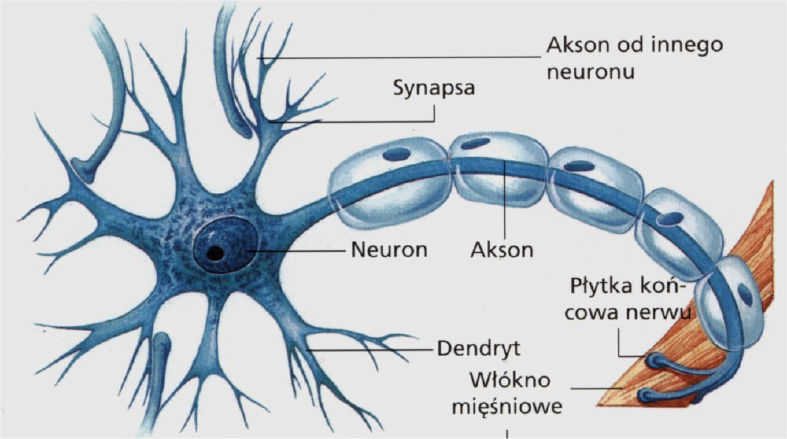 Akson od innego
neuronu
Synapsa
Neuron
Akson
Płytka koń-
cowa nerwu
Dendryt
Włókno
mięśniowe